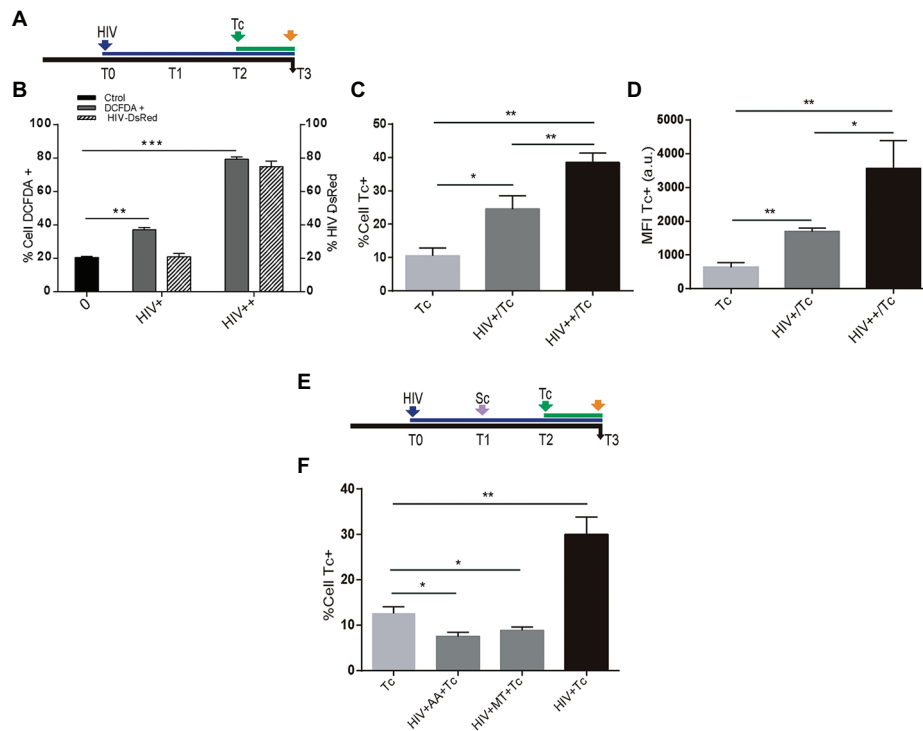 A
HIV
Tc
T0
T1
T2
T3
B
Ctrol
DCFDA +
HIV-DsRed
% Cell DCFDA +
100
80
60
40
20
0
***
**
100
80
60
40
20
0
% HIV DsRed
0
HIV+
HIV++
C
%Cell Tc+
60
40
20
0
**
**
*
Tc
HIV+/Tc
HIV++/Tc
D
MFI Tc+ (a.u.)
5000
4000
3000
2000
1000
0
**
*
**
Tc
HIV+/Tc
HIV++/Tc
E
HIV
Sc
Tc
T0
T1
T2
T3
F
%Cell Tc+
40
30
20
10
0
**
*
*
Tc
HIV+AA+Tc
HIV+MT+Tc
HIV+Tc